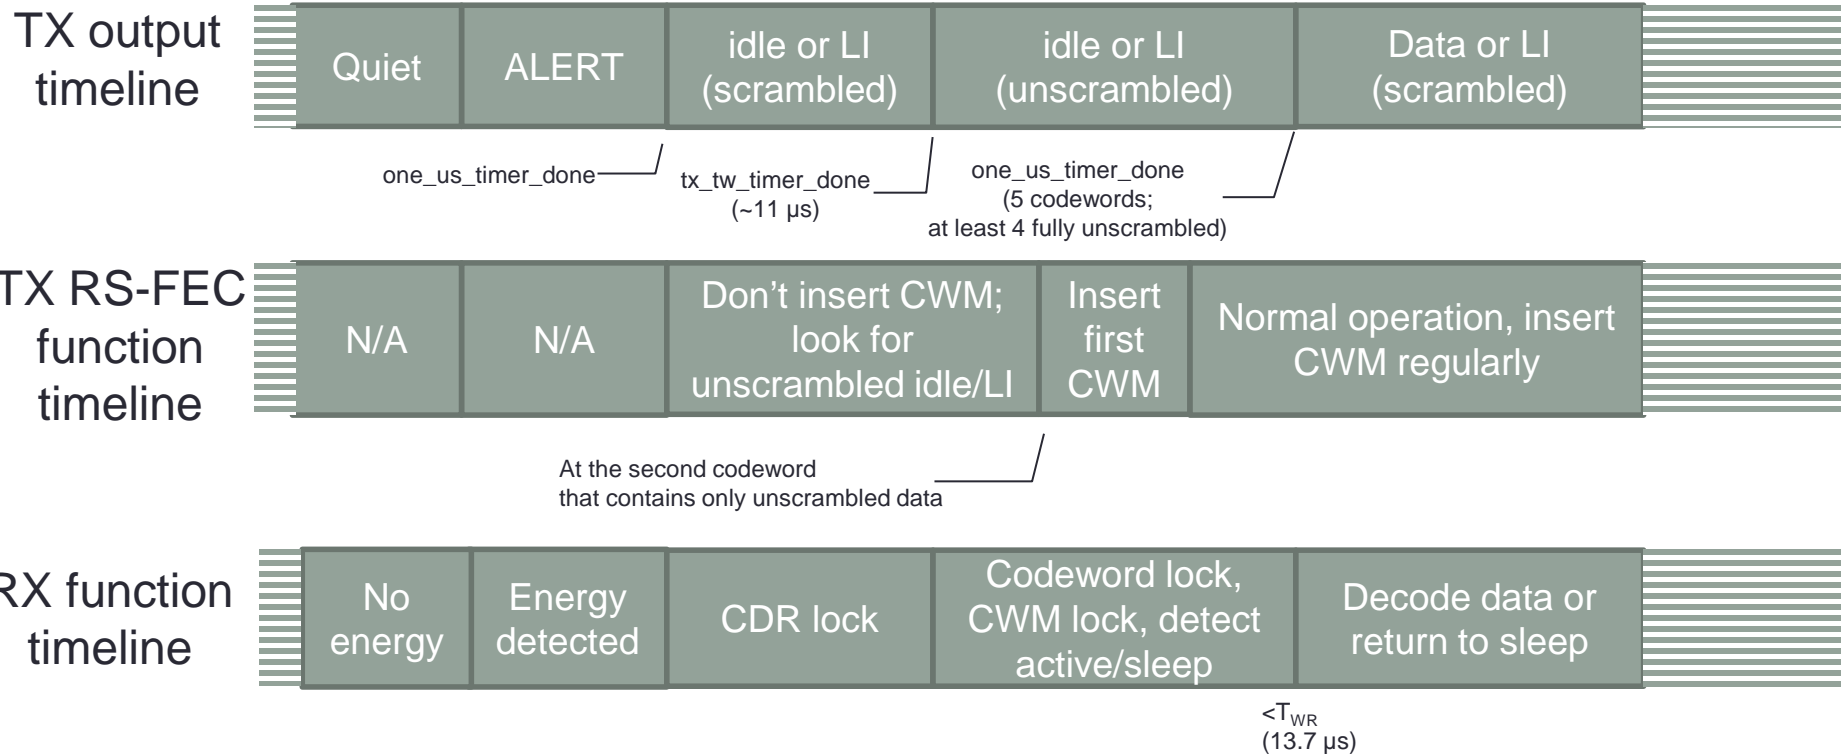 TX output
timeline
Quiet
ALERT
idle or LI
(scrambled)
idle or LI
(unscrambled)
Data or LI
(scrambled)
one_us_timer_done
tx_tw_timer_done
(~11 µs)
one_us_timer_done
(5 codewords;
at least 4 fully unscrambled)
TX RS-FEC
function
timeline
N/A
N/A
Don’t insert CWM;
look for
unscrambled idle/LI
Insert
first
CWM
Normal operation, insert
CWM regularly
At the second codeword
that contains only unscrambled data
RX function
timeline
No
energy
Energy
detected
CDR lock
Codeword lock,
CWM lock, detect
active/sleep
Decode data or
return to sleep
<TWR
(13.7 µs)